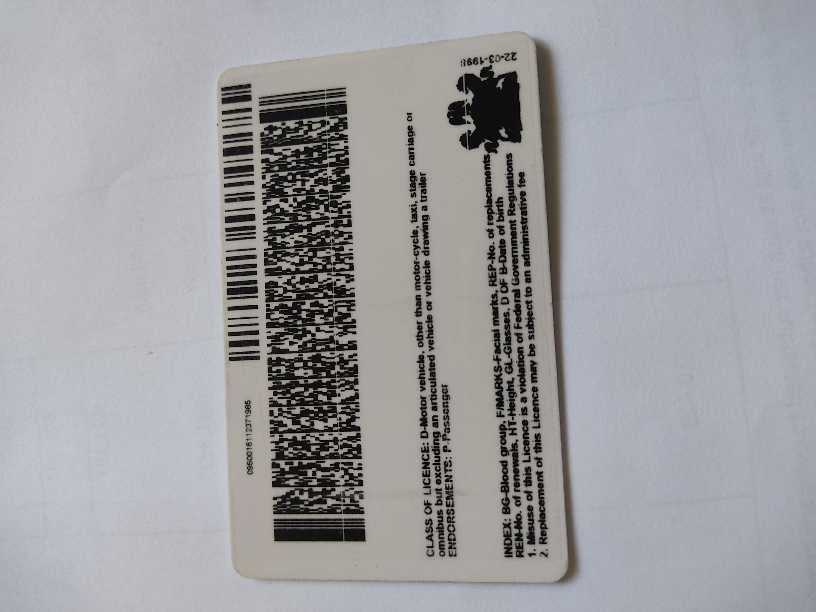 0960016112371985
CLASS OF LICENCE: D-Motor vehicle, other than motor-cycle, taxi, stage carriage or
omnibus but excluding an articulated vehicle or vehicle drawing a trailer
ENDORSEMENTS: P-Passenger
INDEX: BG-Blood group, F/MARKS-Facial marks, REP-No. of replacements,
REN-No. of renewals, HT-Height, GL-Glasses, D OF B-Date of birth
1. Misuse of this Licence is a violation of Federal Government Regulations
2. Replacement of this Licence may be subject to an administrative fee
22-03-1998